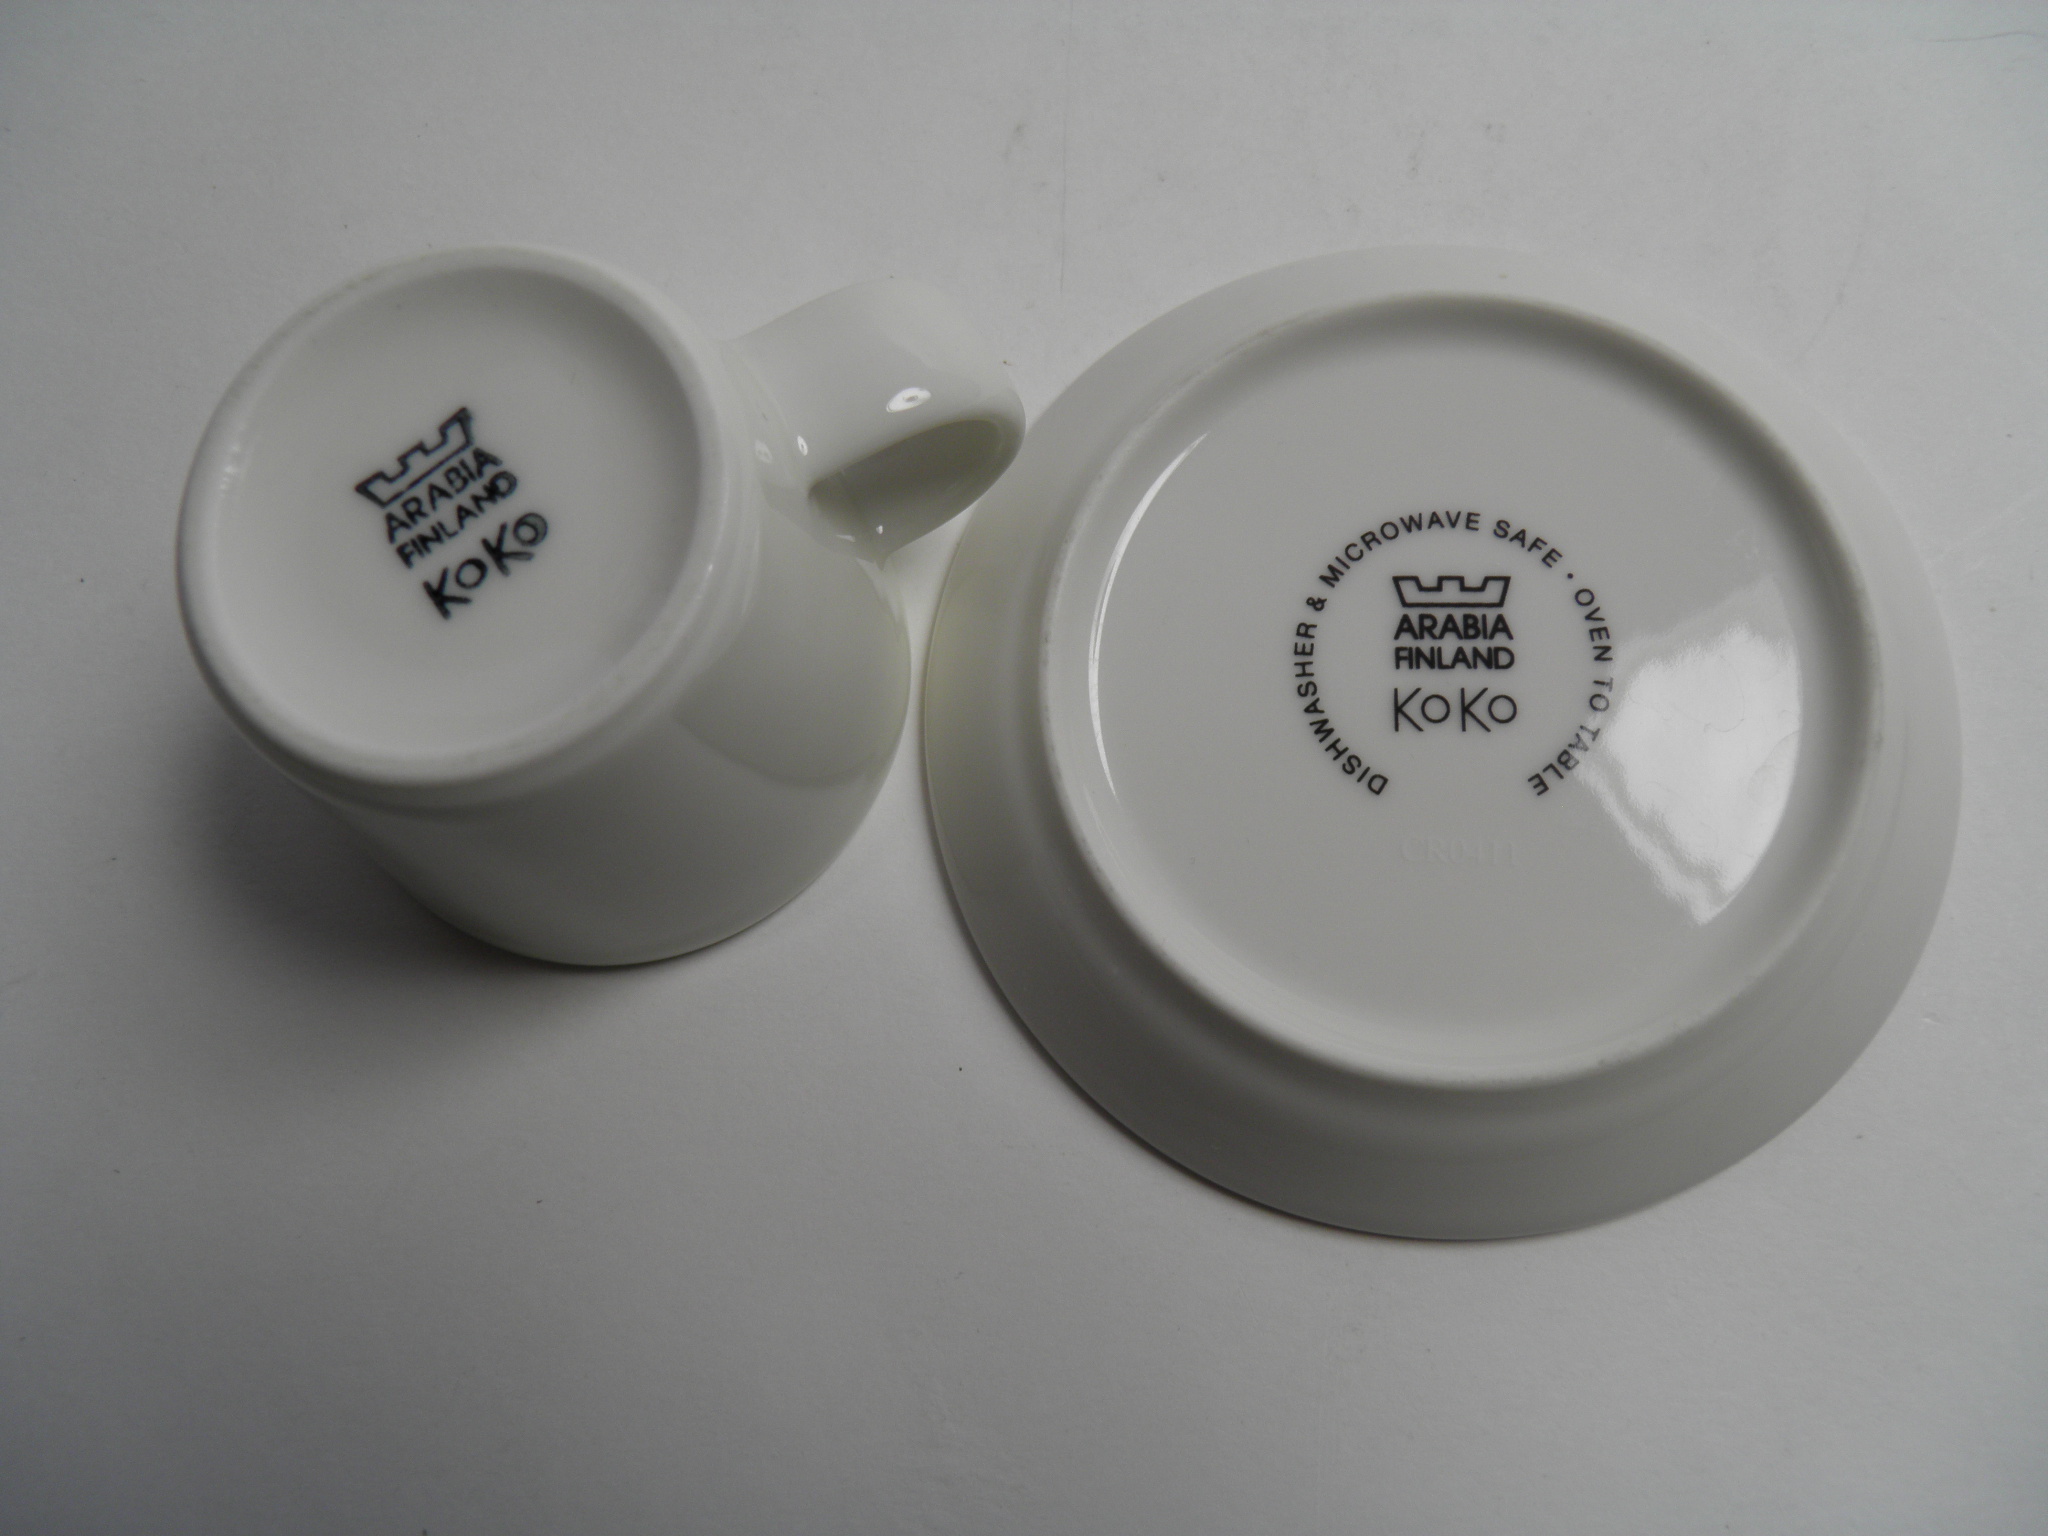 ARABIA
FINLAND
KOKO
DISHWASHER & MICROWAVE SAFE • OVEN TO TABLE
ARABIA
FINLAND
KOKO